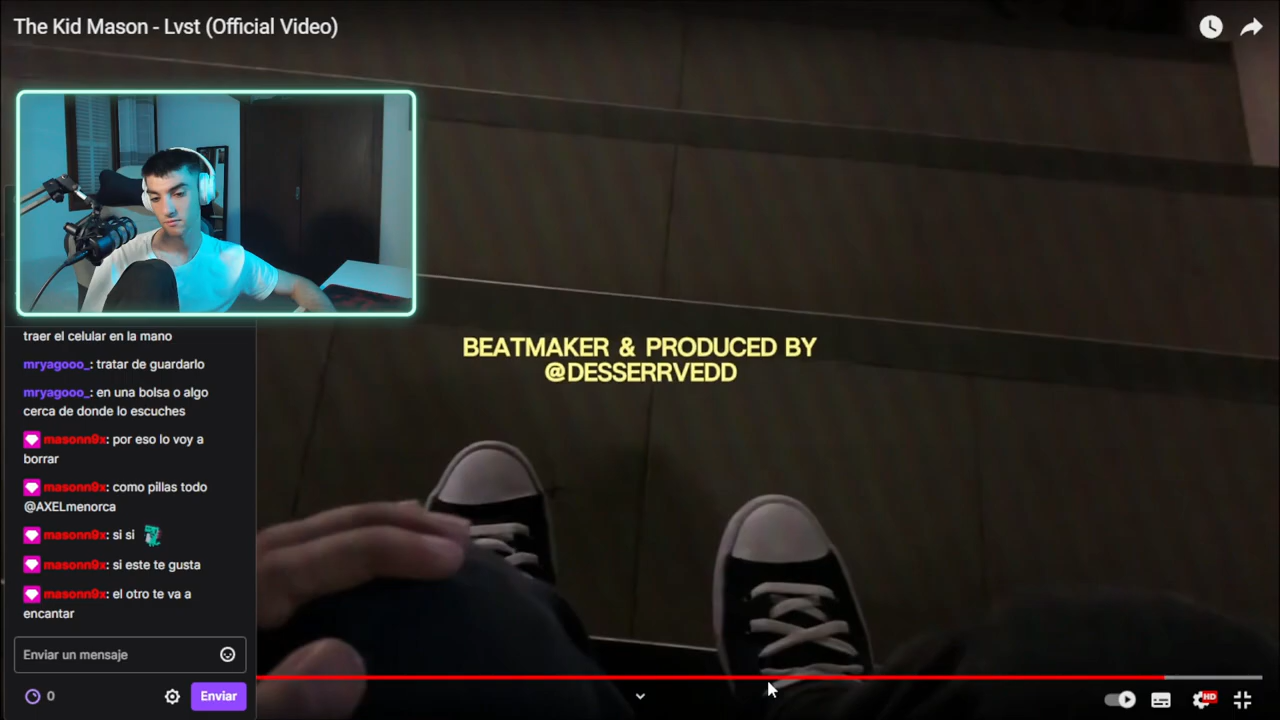 The Kid Mason - Lvst (Official Video)
BEATMAKER & PRODUCED BY
@DESSERRVEDD
traer el celular en la mano
mryagooo_: tratar de guardarlo
mryagooo_: en una bolsa o algo
cerca de donde lo escuches
masonn9x: por eso lo voy a
borrar
masonn9x: como pillas todo
@AXELmenorca
masonn9x: si si
masonn9x: si este te gusta
masonn9x: el otro te va a
encantar
Enviar un mensaje
0
Enviar
HD